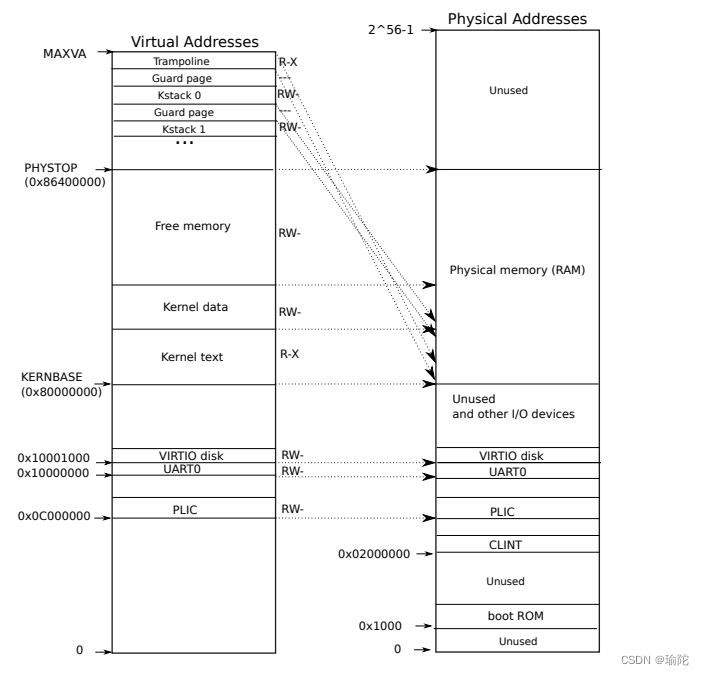 Virtual Addresses
MAXVA
Trampoline
R-X
Guard page
---
Kstack 0
RW-
Guard page
---
Kstack 1
RW-
...
PHYSTOP
(0x86400000)
Free memory
RW-
Kernel data
RW-
Kernel text
R-X
KERNBASE
(0x80000000)
0x10001000
VIRTIO disk
RW-
0x10000000
UART0
RW-
0x0C000000
PLIC
RW-
0
Physical Addresses
2^56-1
Unused
Physical memory (RAM)
Unused
and other I/O devices
VIRTIO disk
UART0
PLIC
CLINT
0x02000000
Unused
boot ROM
0x1000
Unused
0
CSDN @瑜陀